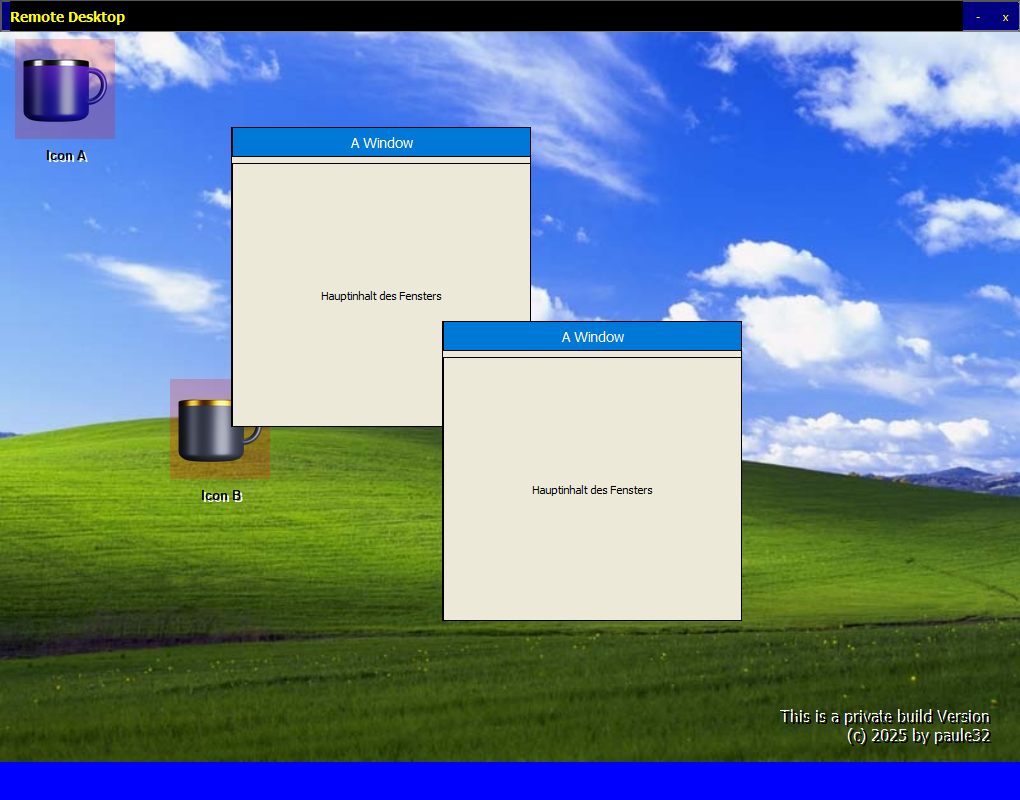 Remote Desktop
- x
Icon A
A Window
Hauptinhalt des Fensters
A Window
Hauptinhalt des Fensters
Icon B
This is a private build Version
(c) 2025 by paule32